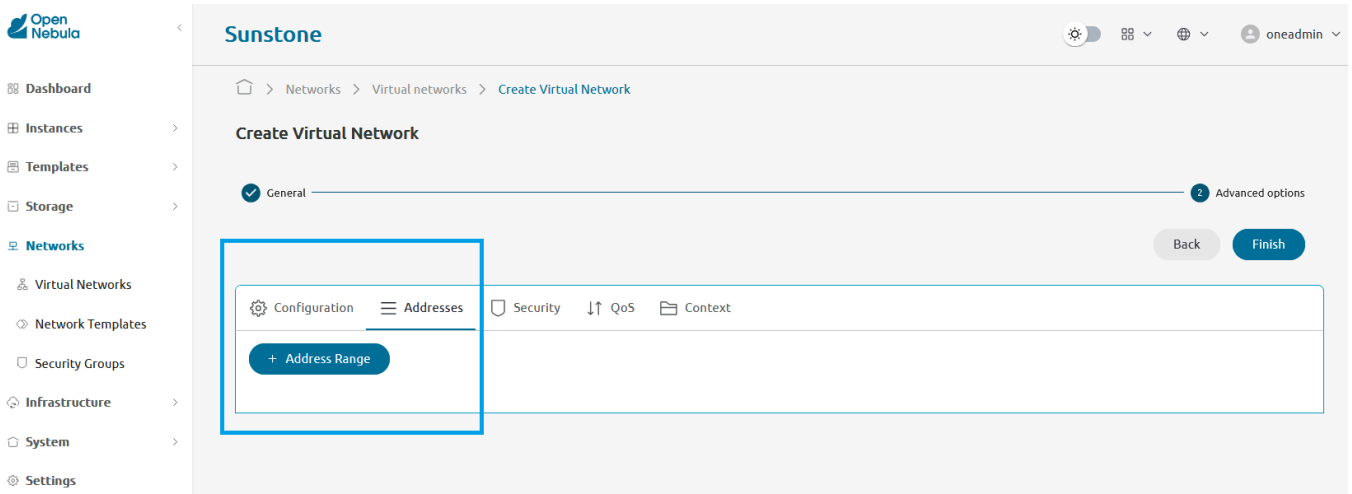 Open
Nebula
Sunstone
oneadmin
Dashboard
Instances
Templates
Storage
Networks
Virtual Networks
Network Templates
Security Groups
Infrastructure
System
Settings
Networks > Virtual networks > Create Virtual Network
Create Virtual Network
General
2 Advanced options
Back
Finish
Configuration
Addresses
Security
QoS
Context
+ Address Range